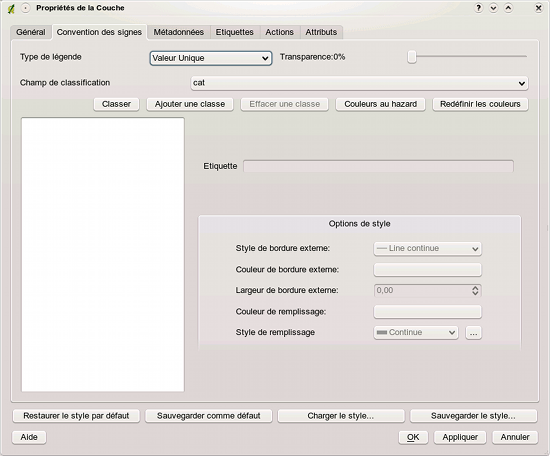 Propriétés de la Couche
Général Convention des signes Métadonnées Etiquettes Actions Attributs
Type de légende Valeur Unique Transparence:0%
Champ de classification cat
Classer Ajouter une classe Effacer une classe Couleurs au hazard Redéfinir les couleurs
Etiquette
Options de style
Style de bordure externe: Line continue
Couleur de bordure externe:
Largeur de bordure externe: 0,00
Couleur de remplissage:
Style de remplissage Continue ...
Restaurer le style par défaut Sauvegarder comme défaut Charger le style... Sauvegarder le style...
Aide OK Appliquer Annuler